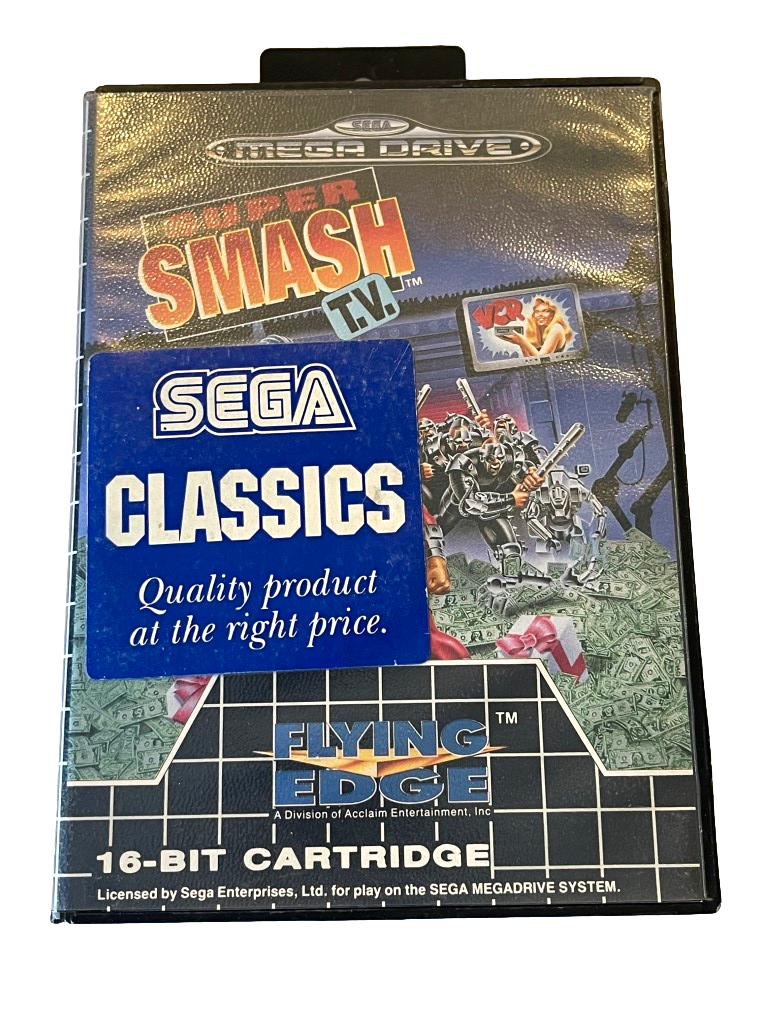 SEGA
MEGA DRIVE
SUPER
SMASH
T.V.
TM
VCR
SEGA
CLASSICS
Quality product
at the right price.
FLYING
EDGE
TM
A Division of Acclaim Entertainment, Inc
16-BIT CARTRIDGE
Licensed by Sega Enterprises, Ltd. for play on the SEGA MEGADRIVE SYSTEM.